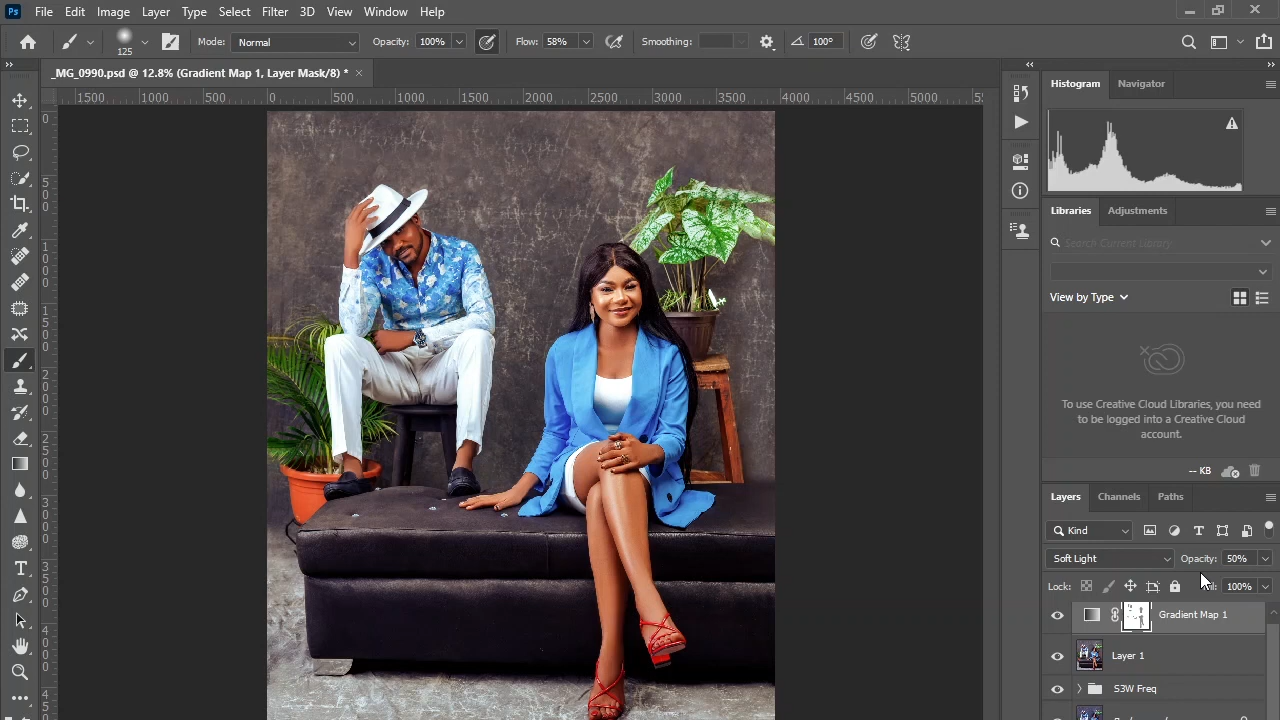 Ps File Edit Image Layer Type Select Filter 3D View Window Help
125 Mode: Normal Opacity: 100% Flow: 58% Smoothing: 100°
_MG_0990.psd @ 12.8% (Gradient Map 1, Layer Mask/8) *
1500 1000 500 0 500 1000 1500 2000 2500 3000 3500 4000 4500 5000
Histogram Navigator
Libraries Adjustments
Search Current Library
View by Type
To use Creative Cloud Libraries, you need
to be logged into a Creative Cloud
account.
-- KB
Layers Channels Paths
Kind
Soft Light Opacity: 50%
Lock: 100%
Gradient Map 1
Layer 1
S3W Freq